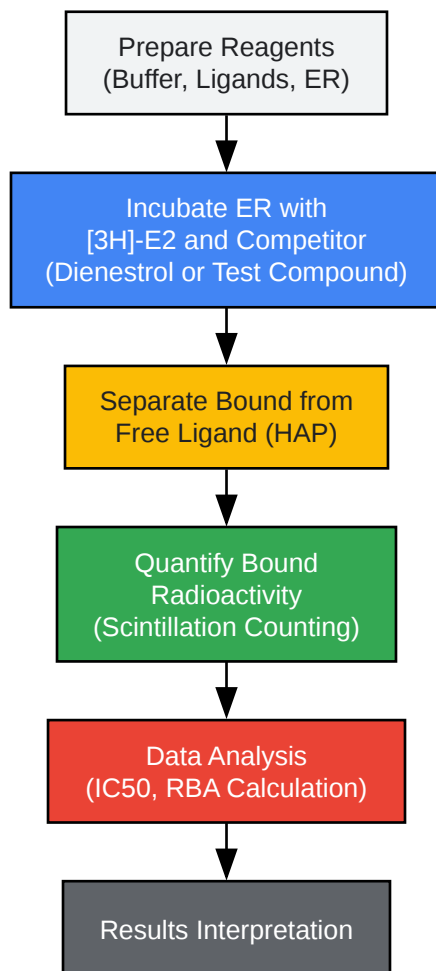 Prepare Reagents
(Buffer, Ligands, ER)
Incubate ER with
[3H]-E2 and Competitor
(Dienestrol or Test Compound)
Separate Bound from
Free Ligand (HAP)
Quantify Bound
Radioactivity
(Scintillation Counting)
Data Analysis
(IC50, RBA Calculation)
Results Interpretation